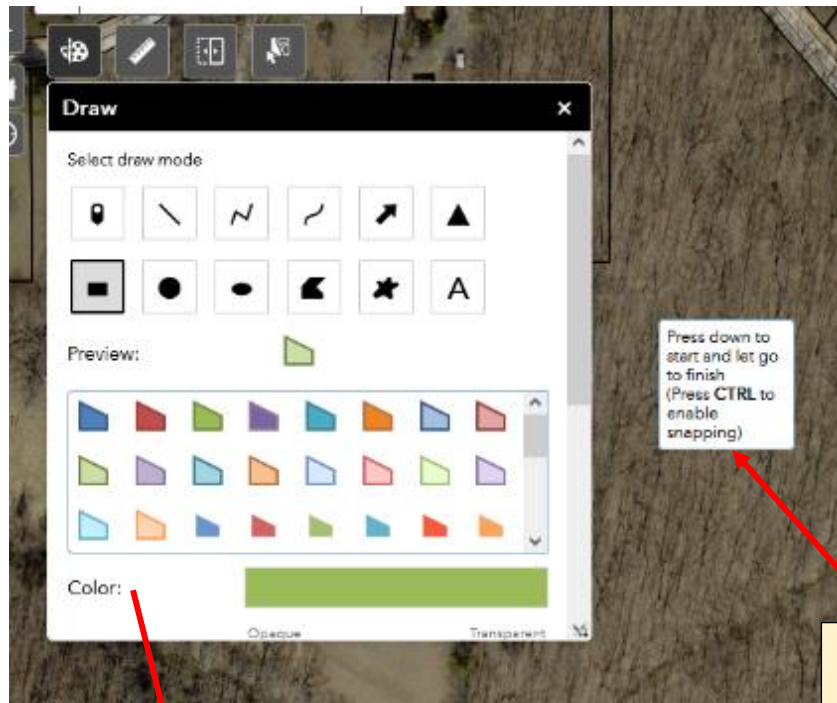 Draw
Select draw mode
A
Preview:
Color:
Opaque
Transparent
Press down to
start and let go
to finish
(Press CTRL to
enable
snapping)